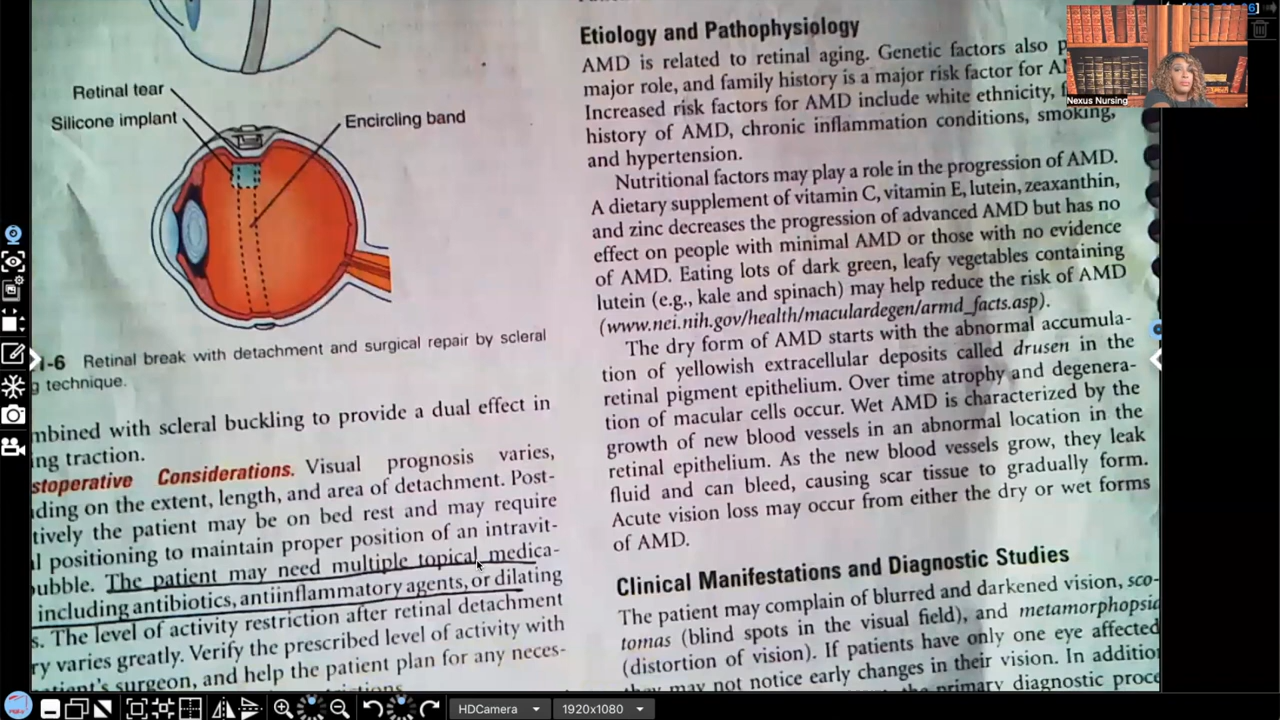 Retinal tear
Silicone implant
Encircling band
1-6 Retinal break with detachment and surgical repair by scleral
technique.
mbined with scleral buckling to provide a dual effect in
ing traction.
stoperative Considerations. Visual prognosis varies,
ding on the extent, length, and area of detachment. Post-
tively the patient may be on bed rest and may require
l positioning to maintain proper position of an intravit-
ubble. The patient may need multiple topical medica-
including antibiotics, antiinflammatory agents, or dilating
s. The level of activity restriction after retinal detachment
ry varies greatly. Verify the prescribed level of activity with
tient's surgeon, and help the patient plan for any neces-
Etiology and Pathophysiology
AMD is related to retinal aging. Genetic factors also p
major role, and family history is a major risk factor for A
Increased risk factors for AMD include white ethnicity, f
history of AMD, chronic inflammation conditions, smoking,
and hypertension.
Nutritional factors may play a role in the progression of AMD.
A dietary supplement of vitamin C, vitamin E, lutein, zeaxanthin,
and zinc decreases the progression of advanced AMD but has no
effect on people with minimal AMD or those with no evidence
of AMD. Eating lots of dark green, leafy vegetables containing
lutein (e.g., kale and spinach) may help reduce the risk of AMD
(www.nei.nih.gov/health/maculardegen/armd_facts.asp).
The dry form of AMD starts with the abnormal accumula-
tion of yellowish extracellular deposits called drusen in the
retinal pigment epithelium. Over time atrophy and degenera-
tion of macular cells occur. Wet AMD is characterized by the
growth of new blood vessels in an abnormal location in the
retinal epithelium. As the new blood vessels grow, they leak
fluid and can bleed, causing scar tissue to gradually form.
Acute vision loss may occur from either the dry or wet forms
of AMD.
Clinical Manifestations and Diagnostic Studies
The patient may complain of blurred and darkened vision, sco-
tomas (blind spots in the visual field), and metamorphopsia
(distortion of vision). If patients have only one eye affected
they may not notice early changes in their vision. In additio
primary diagnostic proce
Nexus Nursing
HDCamera
1920x1080